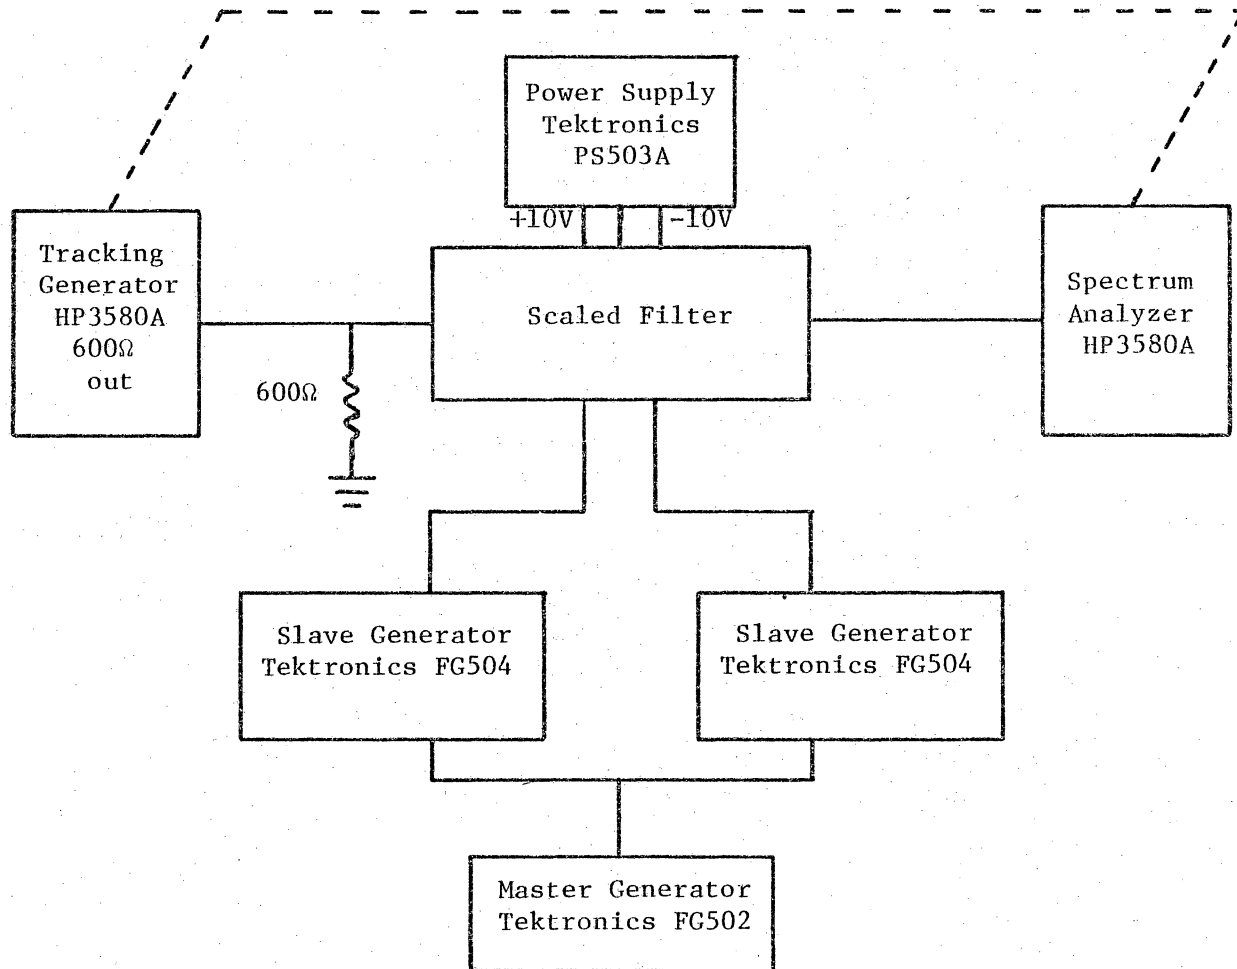 Power Supply
Tektronics
PS503A
+10V
-10V
Tracking
Generator
HP3580A
600Ω
out
Scaled Filter
Spectrum
Analyzer
HP3580A
600Ω
Slave Generator
Tektronics FG504
Slave Generator
Tektronics FG504
Master Generator
Tektronics FG502